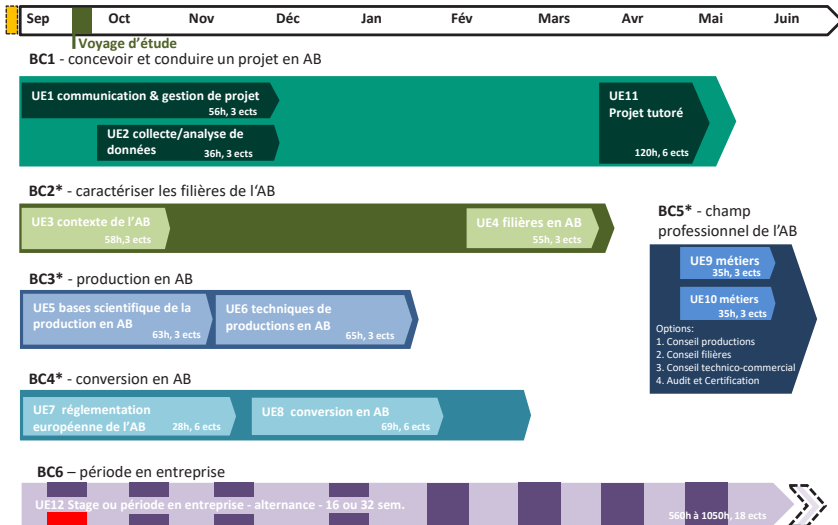 Sep Oct Nov Déc Jan Fév Mars Avr Mai Juin
Voyage d'étude
BC1 - concevoir et conduire un projet en AB
UE1 communication & gestion de projet
56h, 3 ects
UE2 collecte/analyse de
données
36h, 3 ects
UE11
Projet tutoré
120h, 6 ects
BC2* - caractériser les filières de l'AB
UE3 contexte de l'AB
58h,3 ects
UE4 filières en AB
55h, 3 ects
BC3* - production en AB
UE5 bases scientifique de la
production en AB
63h, 3 ects
UE6 techniques de
productions en AB
65h, 3 ects
BC4* - conversion en AB
UE7 réglementation
européenne de l'AB
28h, 6 ects
UE8 conversion en AB
69h, 6 ects
BC5* - champ
professionnel de l'AB
UE9 métiers
35h, 3 ects
UE10 métiers
35h, 3 ects
Options:
1. Conseil productions
2. Conseil filières
3. Conseil technico-commercial
4. Audit et Certification
BC6 – période en entreprise
UE12 Stage ou période en entreprise - alternance - 16 ou 32 sem.
560h à 1050h, 18 ects